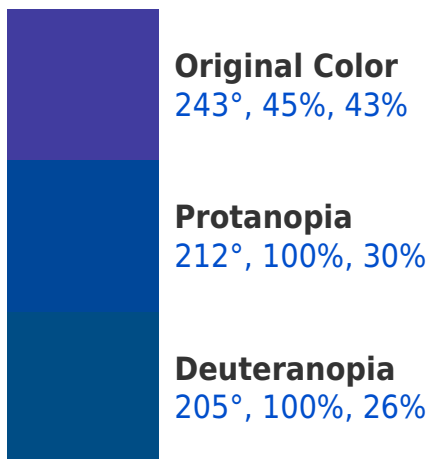 Original Color
243°, 45%, 43%
Protanopia
212°, 100%, 30%
Deuteranopia
205°, 100%, 26%